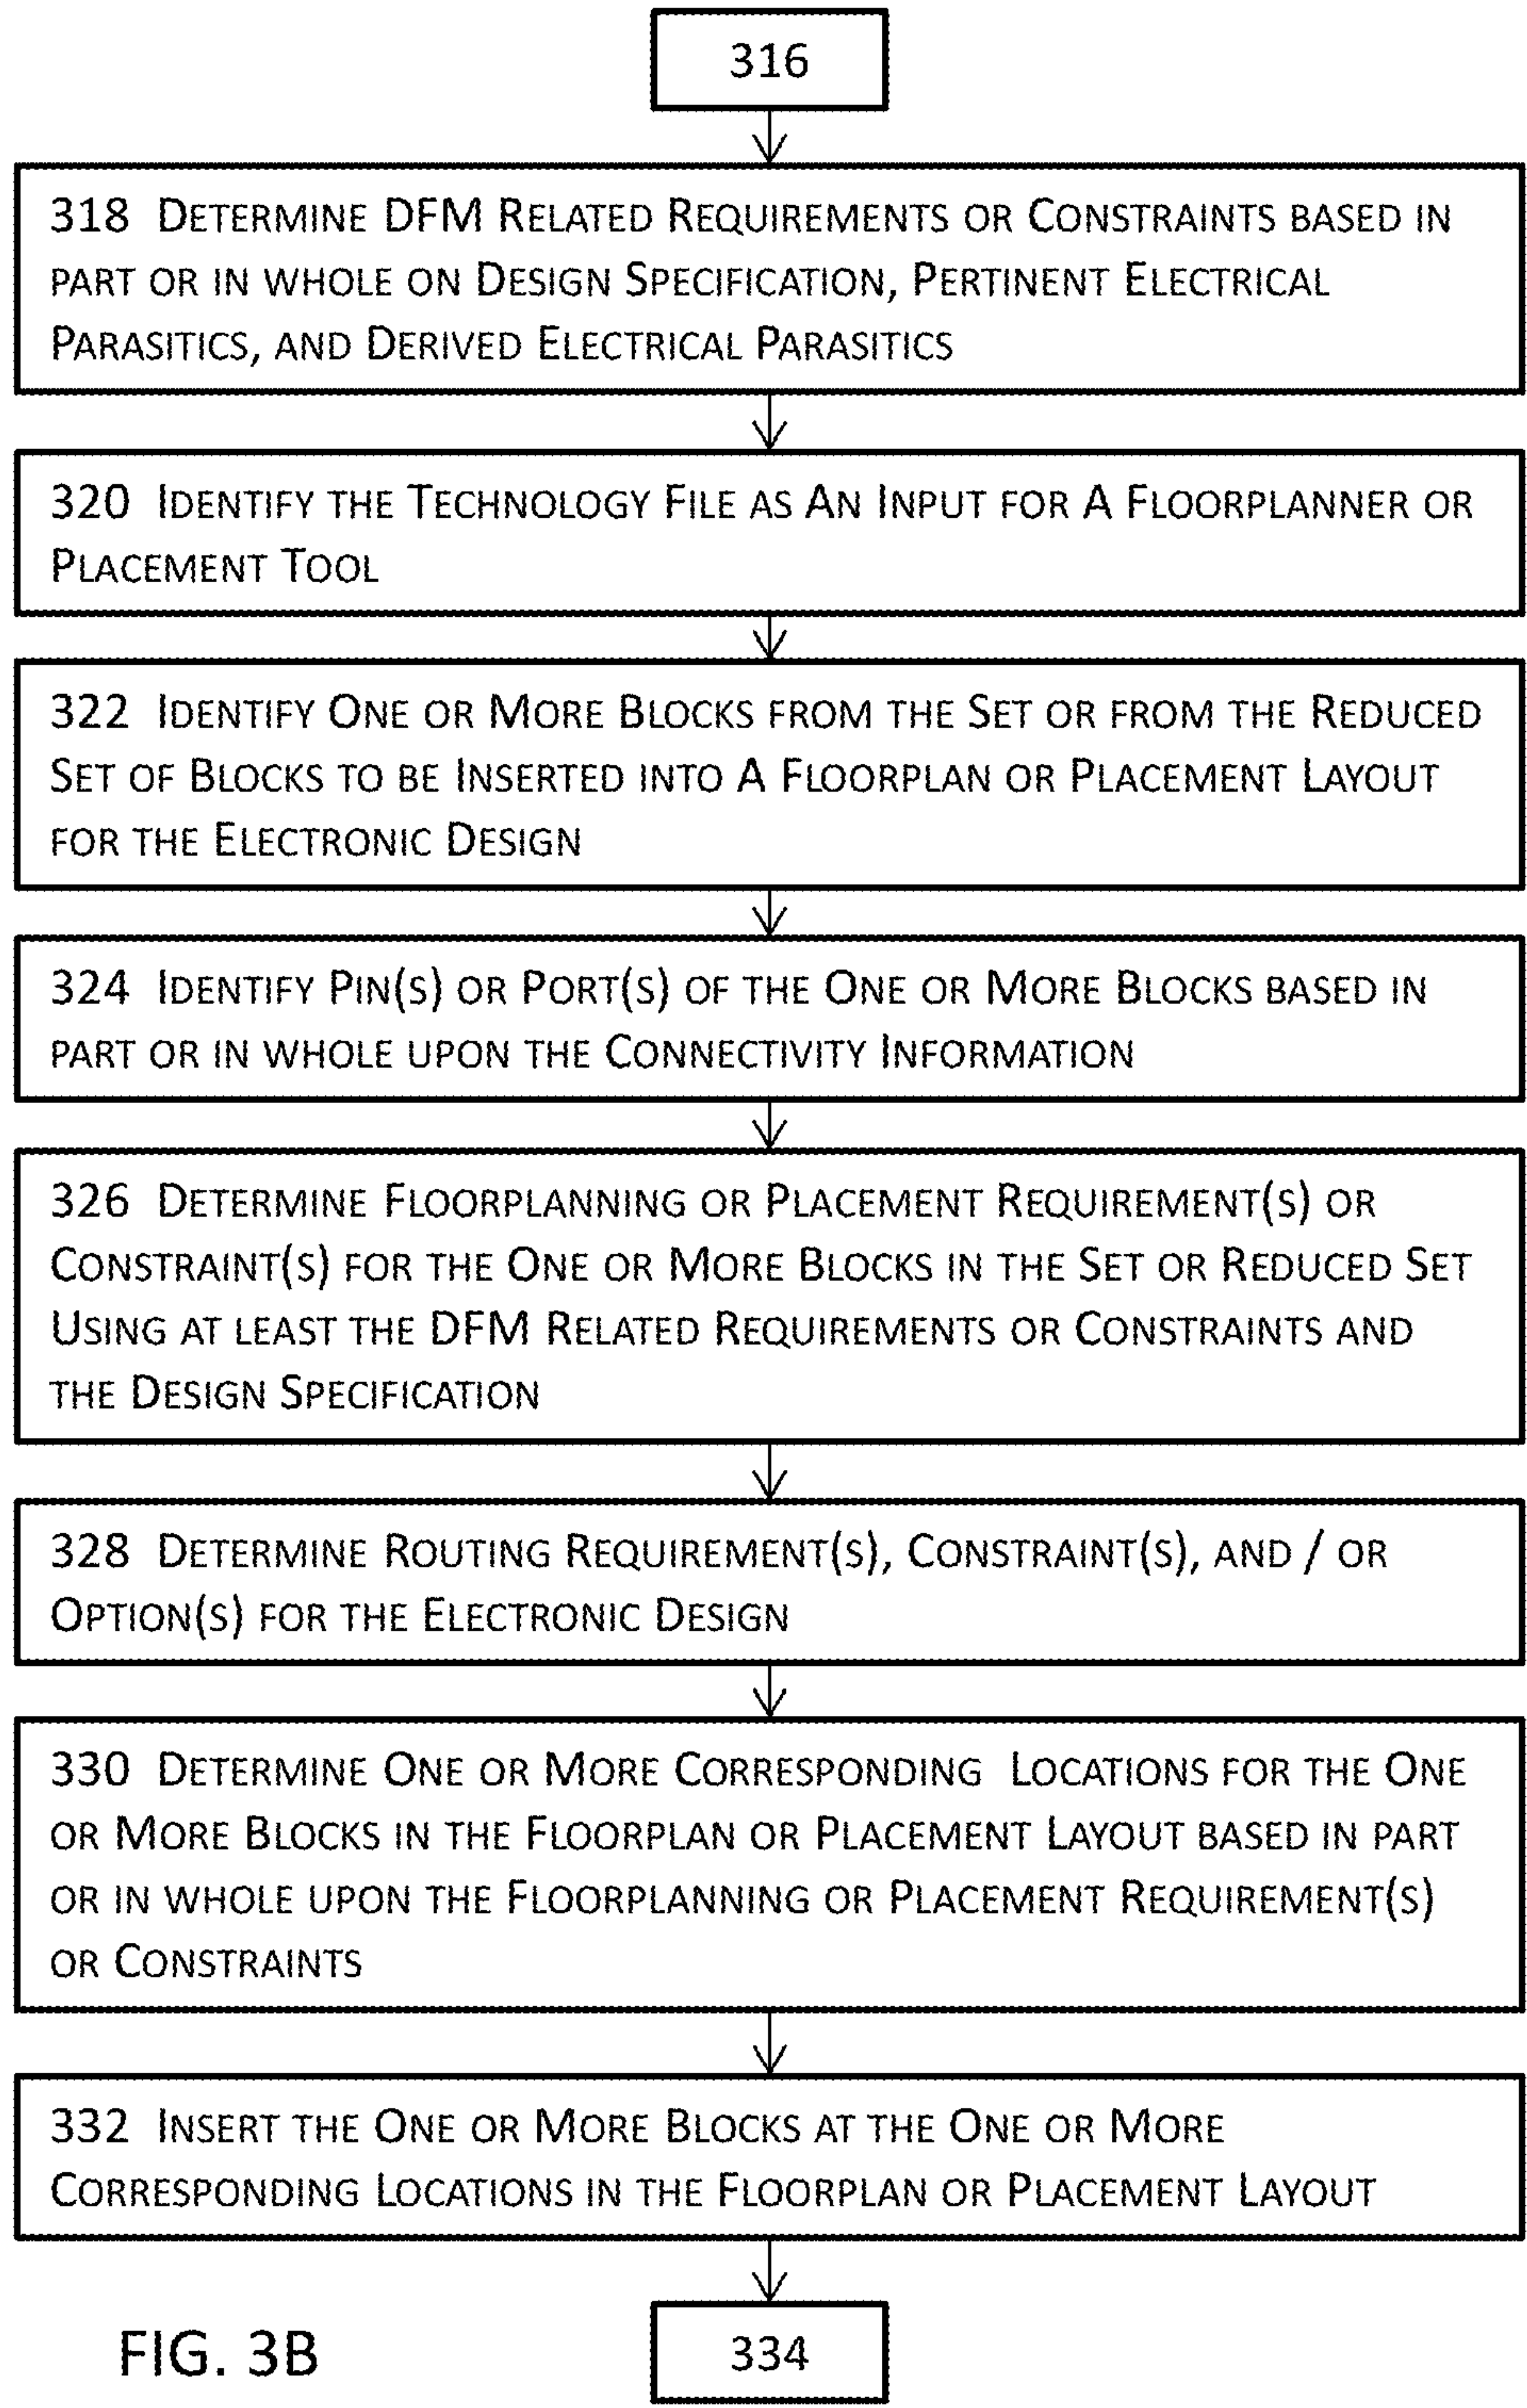 316
318 Determine DFM Related Requirements or Constraints based in
part or in whole on Design Specification, Pertinent Electrical
Parasitics, and Derived Electrical Parasitics
320 Identify the Technology File as An Input for A Floorplanner or
Placement Tool
322 Identify One or More Blocks from the Set or from the Reduced
Set of Blocks to be Inserted into A Floorplan or Placement Layout
for the Electronic Design
324 Identify Pin(s) or Port(s) of the One or More Blocks based in
part or in whole upon the Connectivity Information
326 Determine Floorplanning or Placement Requirement(s) or
Constraint(s) for the One or More Blocks in the Set or Reduced Set
Using at least the DFM Related Requirements or Constraints and
the Design Specification
328 Determine Routing Requirement(s), Constraint(s), and / or
Option(s) for the Electronic Design
330 Determine One or More Corresponding Locations for the One
or More Blocks in the Floorplan or Placement Layout based in part
or in whole upon the Floorplanning or Placement Requirement(s)
or Constraints
332 Insert the One or More Blocks at the One or More
Corresponding Locations in the Floorplan or Placement Layout
334
FIG. 3B